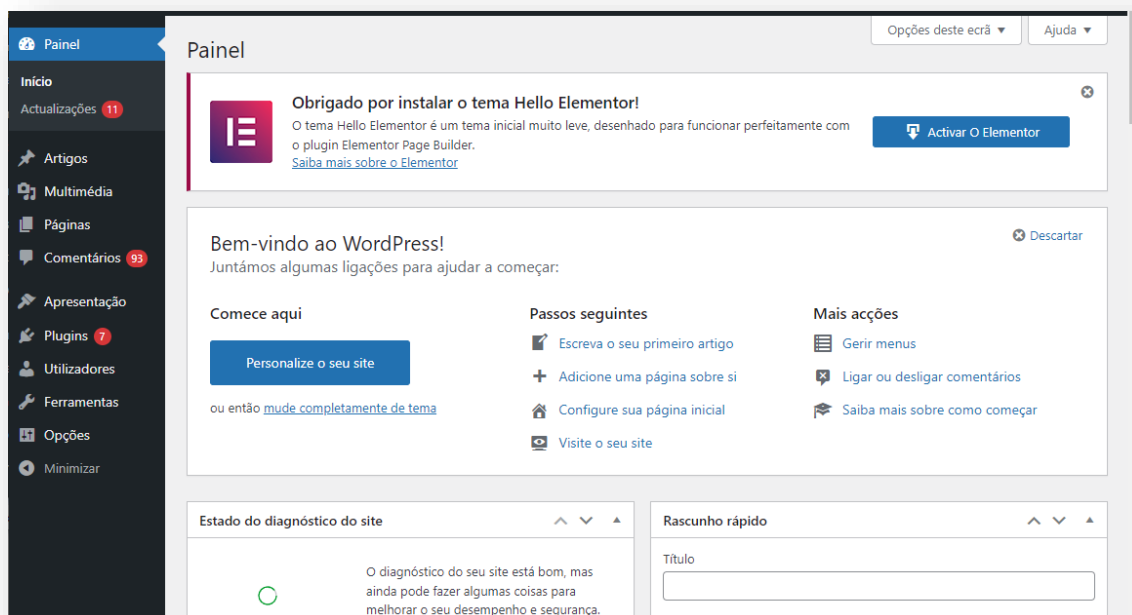 Painel
Início
Actualizações 11
Artigos
Multimédia
Páginas
Comentários 93
Apresentação
Plugins 7
Utilizadores
Ferramentas
Opções
Minimizar
Opções deste ecrã
Ajuda
Painel
Obrigado por instalar o tema Hello Elementor!
O tema Hello Elementor é um tema inicial muito leve, desenhado para funcionar perfeitamente com
o plugin Elementor Page Builder.
Saiba mais sobre o Elementor
Activar O Elementor
Bem-vindo ao WordPress!
Juntámos algumas ligações para ajudar a começar:
Descartar
Comece aqui
Personalize o seu site
ou então mude completamente de tema
Passos seguintes
Escreva o seu primeiro artigo
Adicione uma página sobre si
Configure sua página inicial
Visite o seu site
Mais acções
Gerir menus
Ligar ou desligar comentários
Saiba mais sobre como começar
Estado do diagnóstico do site
O diagnóstico do seu site está bom, mas
ainda pode fazer algumas coisas para
melhorar o seu desempenho e segurança.
Rascunho rápido
Título